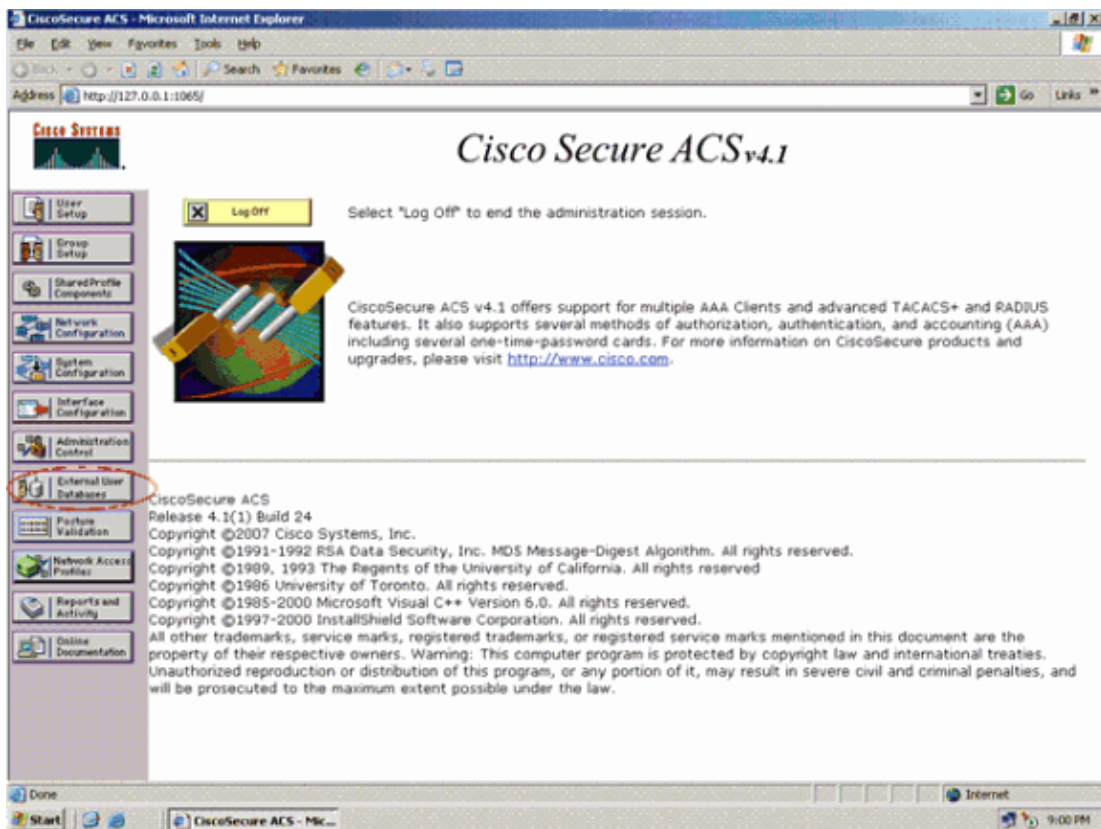 CiscoSecure ACS - Microsoft Internet Explorer
File Edit View Favorites Tools Help
Back Search Favorites
Address http://127.0.0.1:1065/ Go Links »
CISCO SYSTEMS
Cisco Secure ACS v4.1
User Setup
Group Setup
Shared Profile Components
Network Configuration
System Configuration
Interface Configuration
Administration Control
External User Databases
Posture Validation
Network Access Profiles
Reports and Activity
Online Documentation
Log Off
Select "Log Off" to end the administration session.
CiscoSecure ACS v4.1 offers support for multiple AAA Clients and advanced TACACS+ and RADIUS
features. It also supports several methods of authorization, authentication, and accounting (AAA)
including several one-time-password cards. For more information on CiscoSecure products and
upgrades, please visit http://www.cisco.com.
CiscoSecure ACS
Release 4.1(1) Build 24
Copyright ©2007 Cisco Systems, Inc.
Copyright ©1991-1992 RSA Data Security, Inc. MD5 Message-Digest Algorithm. All rights reserved.
Copyright ©1989, 1993 The Regents of the University of California. All rights reserved
Copyright ©1986 University of Toronto. All rights reserved.
Copyright ©1985-2000 Microsoft Visual C++ Version 6.0. All rights reserved.
Copyright ©1997-2000 InstallShield Software Corporation. All rights reserved.
All other trademarks, service marks, registered trademarks, or registered service marks mentioned in this document are the
property of their respective owners. Warning: This computer program is protected by copyright law and international treaties.
Unauthorized reproduction or distribution of this program, or any portion of it, may result in severe civil and criminal penalties, and
will be prosecuted to the maximum extent possible under the law.
Done Internet
Start CiscoSecure ACS - Mic... 9:00 PM